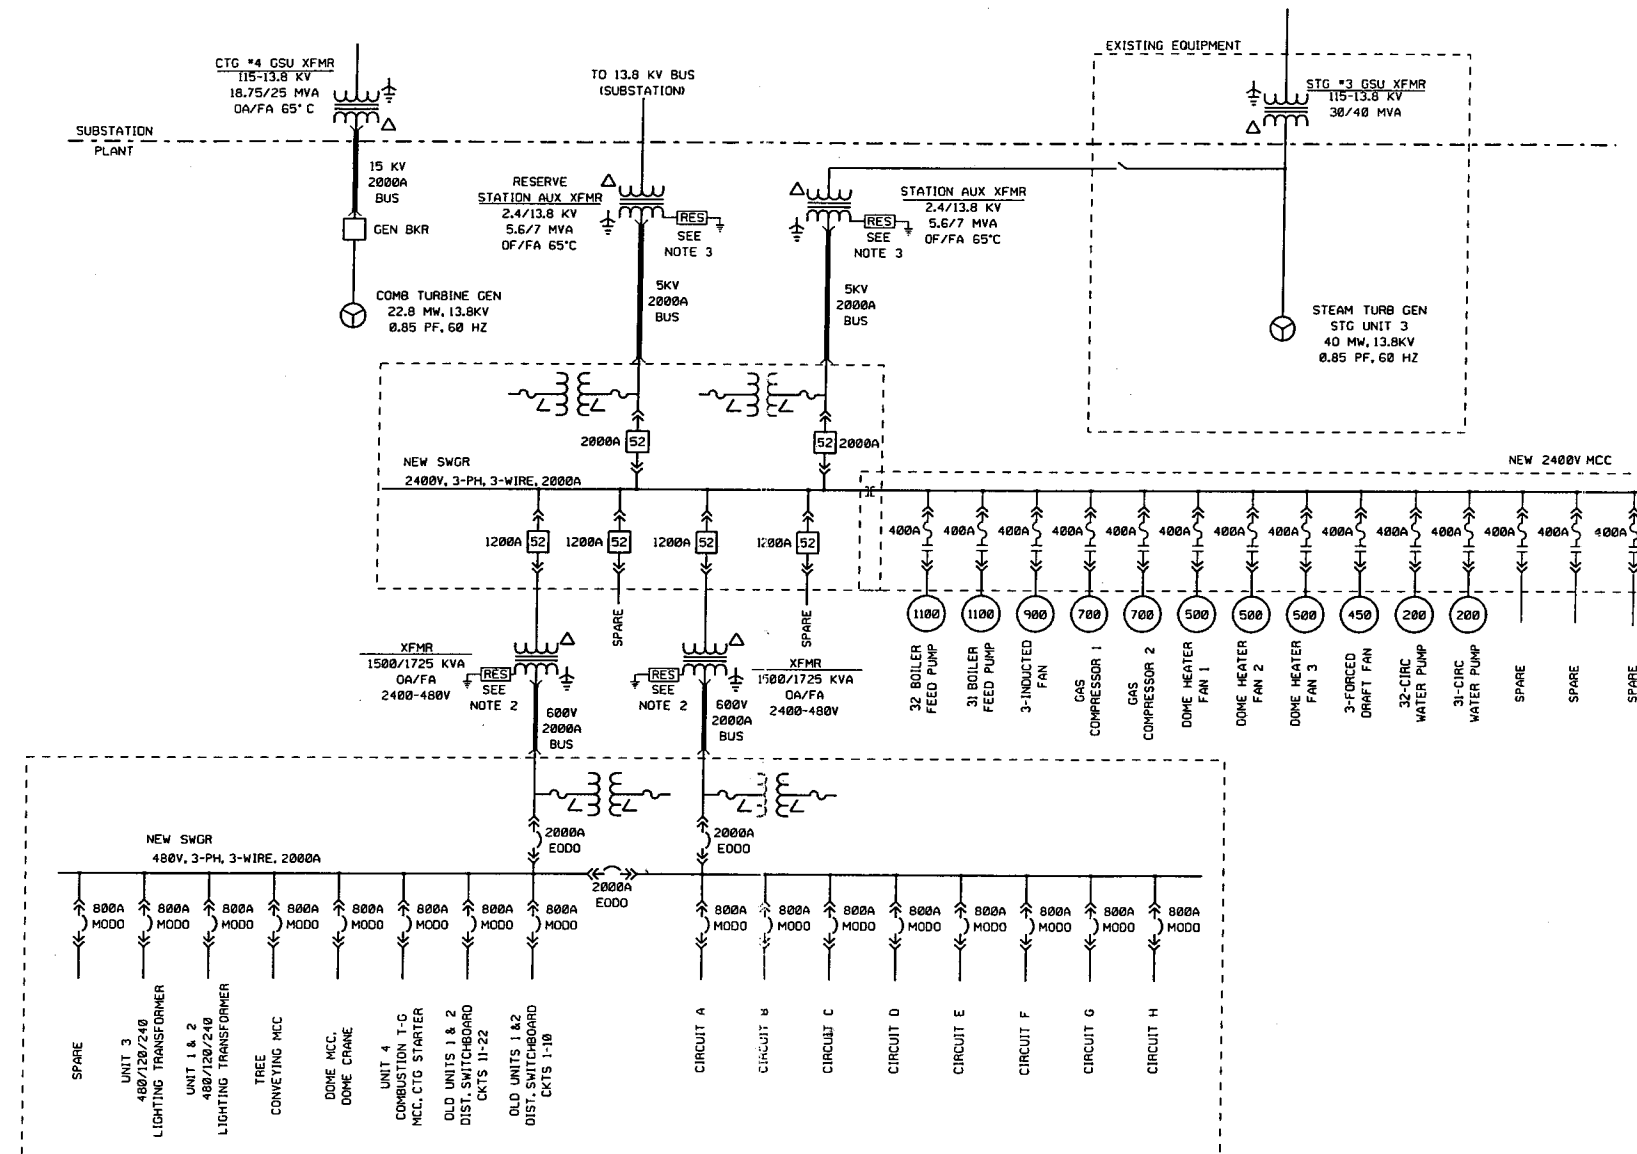 EXISTING EQUIPMENT
CTG #4 GSU XFMR
115-13.8 KV
18.75/25 MVA
OA/FA 65°C
TO 13.8 KV BUS
(SUBSTATION)
STG #3 GSU XFMR
115-13.8 KV
30/40 MVA
SUBSTATION
PLANT
15 KV
2000A
BUS
GEN BKR
COMB TURBINE GEN
22.8 MW, 13.8KV
0.85 PF, 60 HZ
RESERVE
STATION AUX XFMR
2.4/13.8 KV
5.6/7 MVA
OF/FA 65°C
RES
SEE
NOTE 3
5KV
2000A
BUS
STATION AUX XFMR
2.4/13.8 KV
5.6/7 MVA
OF/FA 65°C
RES
SEE
NOTE 3
5KV
2000A
BUS
STEAM TURB GEN
STG UNIT 3
40 MW, 13.8KV
0.85 PF, 60 HZ
2000A 52
52 2000A
NEW SWGR
2400V, 3-PH, 3-WIRE, 2000A
NEW 2400V MCC
1200A 52
1200A 52
1200A 52
1200A 52
SPARE
SPARE
400A 400A 400A 400A 400A 400A 400A 400A 400A 400A 400A 400A 400A 400A
1100 1100 900 700 700 500 500 500 450 200 200
32 BOILER
FEED PUMP
31 BOILER
FEED PUMP
3-INDUCTED
FAN
GAS
COMPRESSOR 1
GAS
COMPRESSOR 2
DOME HEATER
FAN 1
DOME HEATER
FAN 2
DOME HEATER
FAN 3
3-FORCED
DRAFT FAN
32-CIRC
WATER PUMP
31-CIRC
WATER PUMP
SPARE
SPARE
SPARE
XFMR
1500/1725 KVA
OA/FA
2400-480V
RES
SEE
NOTE 2
600V
2000A
BUS
RES
SEE
NOTE 2
600V
2000A
BUS
XFMR
1500/1725 KVA
OA/FA
2400-480V
2000A
EODO
2000A
EODO
NEW SWGR
480V, 3-PH, 3-WIRE, 2000A
2000A
EODO
800A 800A 800A 800A 800A 800A 800A 800A 800A 800A 800A 800A 800A 800A 800A 800A
MODO MODO MODO MODO MODO MODO MODO MODO MODO MODO MODO MODO MODO MODO MODO MODO
SPARE
UNIT 3
480/120/240
LIGHTING TRANSFORMER
UNIT 1 & 2
480/120/240
LIGHTING TRANSFORMER
TREE
CONVEYING MCC
DOME MCC,
DOME CRANE
UNIT 4
COMBUSTION T-G
MCC, CTG STARTER
OLD UNITS 1 & 2
DIST. SWITCHBOARD
CKTS 11-22
OLD UNITS 1 &2
DIST. SWITCHBOARD
CKTS 1-10
CIRCUIT A
CIRCUIT B
CIRCUIT C
CIRCUIT D
CIRCUIT E
CIRCUIT F
CIRCUIT G
CIRCUIT H